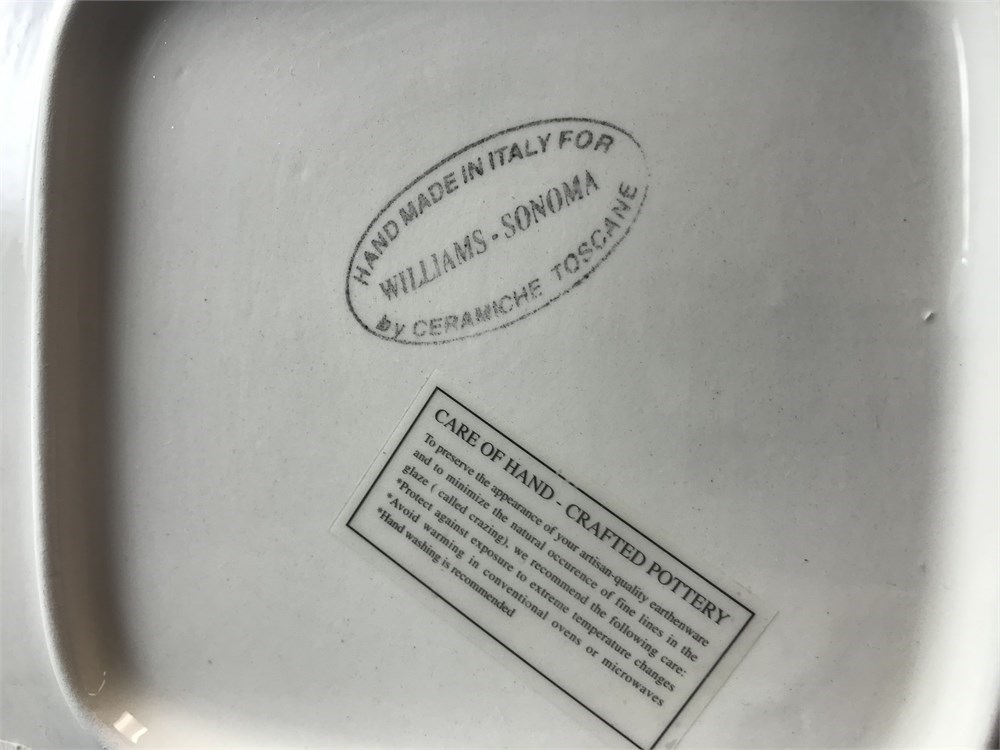 HAND MADE IN ITALY FOR
WILLIAMS - SONOMA
by CERAMICHE TOSCANE
CARE OF HAND - CRAFTED POTTERY
To preserve the appearance of your artisan-quality earthenware
and to minimize the natural occurence of fine lines in the
glaze ( called crazing), we recommend the following care:
*Protect against exposure to extreme temperature changes
*Avoid warming in conventional ovens or microwaves
*Hand washing is recommended